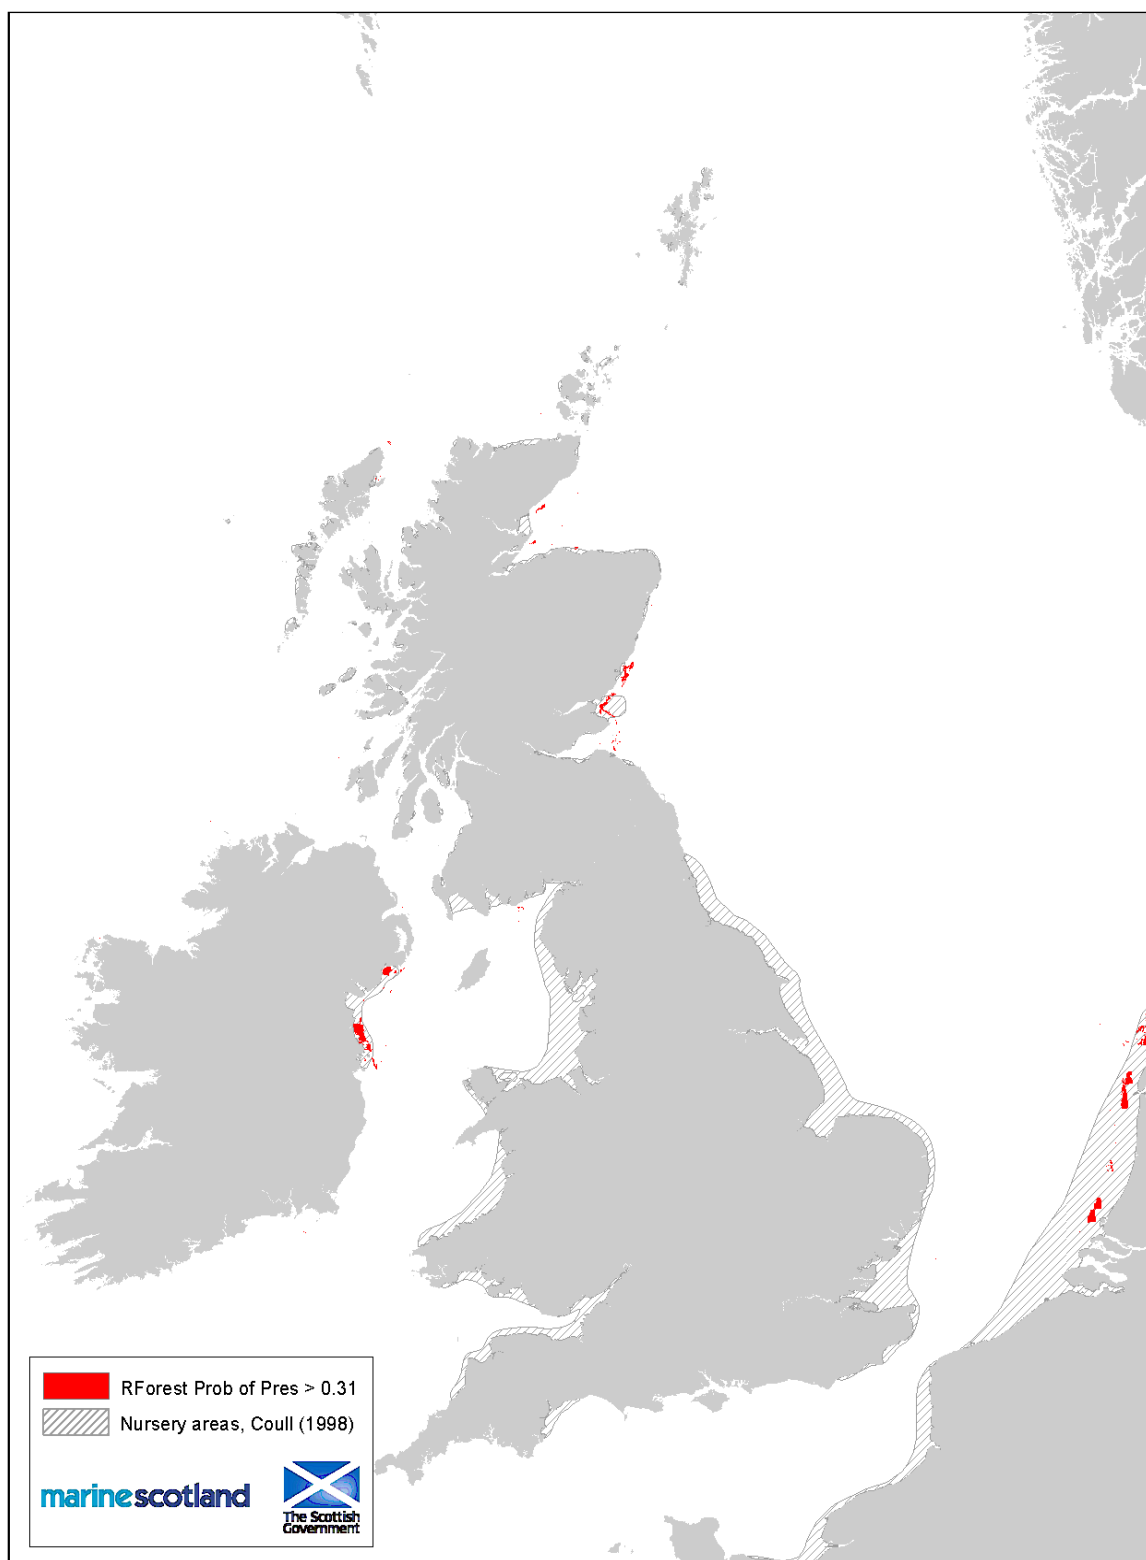 RForest Prob of Pres > 0.31
Nursery areas, Coull (1998)
marinescotland
The Scottish
Government